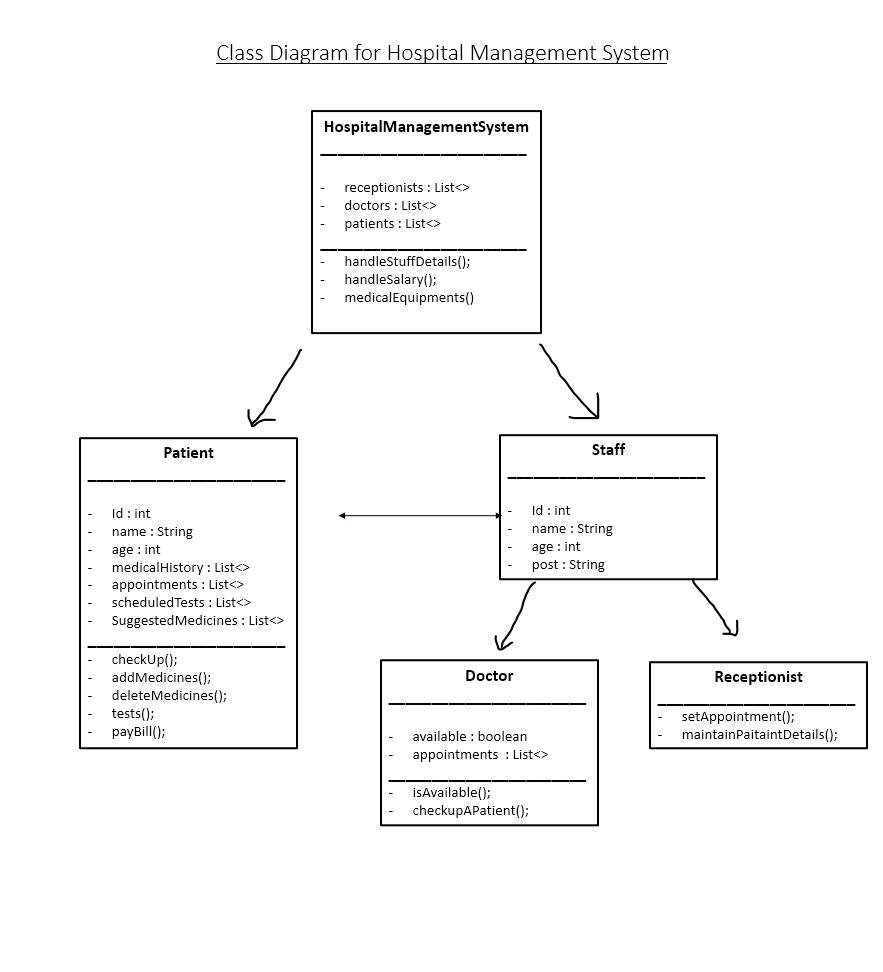 Class Diagram for Hospital Management System
HospitalManagementSystem
- receptionists : List<>
- doctors : List<>
- patients : List<>
- handleStuffDetails();
- handleSalary();
- medicalEquipments()
Patient
- Id : int
- name : String
- age : int
- medicalHistory : List<>
- appointments : List<>
- scheduledTests : List<>
- SuggestedMedicines : List<>
- checkUp();
- addMedicines();
- deleteMedicines();
- tests();
- payBill();
Staff
- Id : int
- name : String
- age : int
- post : String
Doctor
- available : boolean
- appointments : List<>
- isAvailable();
- checkupAPatient();
Receptionist
- setAppointment();
- maintainPaitaintDetails();